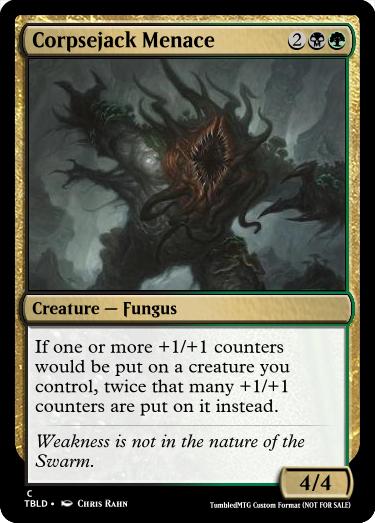 Corpsejack Menace 2
Creature — Fungus
If one or more +1/+1 counters
would be put on a creature you
control, twice that many +1/+1
counters are put on it instead.
Weakness is not in the nature of the
Swarm.
4/4
C
TBLD • Chris Rahn
TumbledMTG Custom Format (NOT FOR SALE)